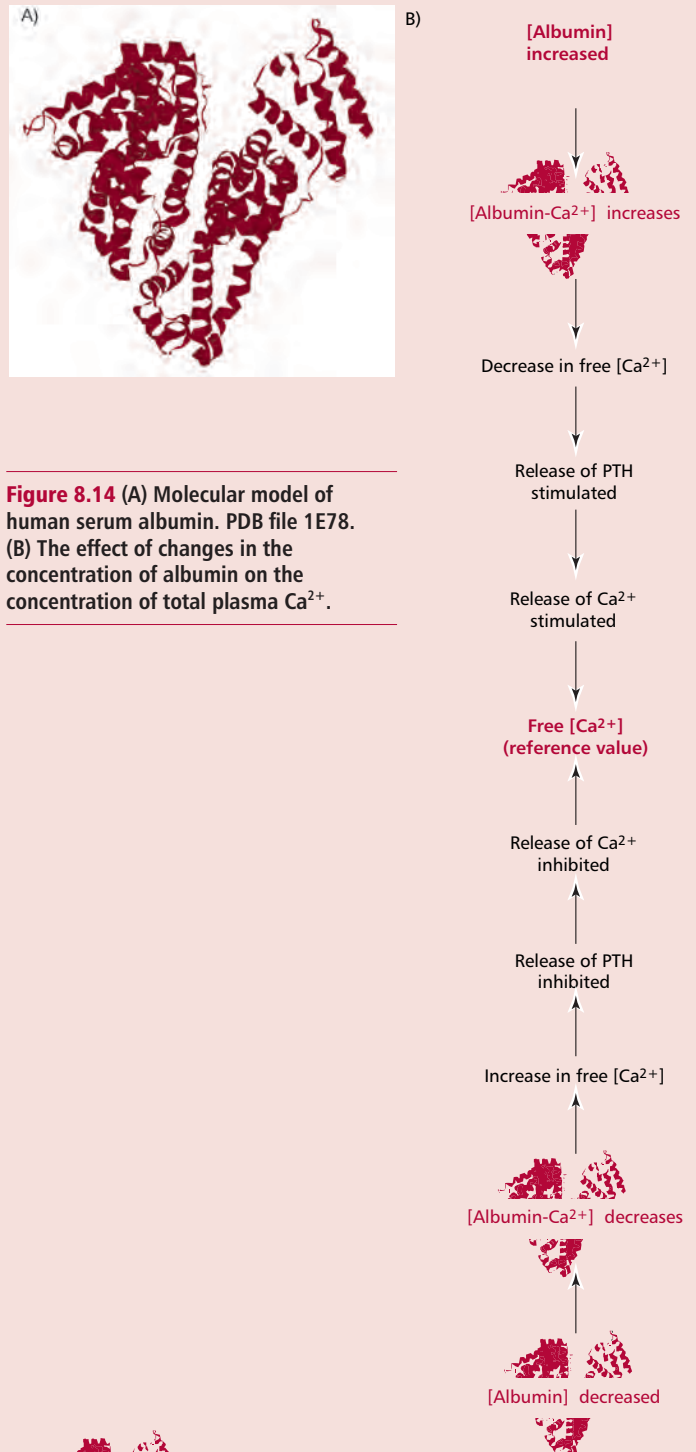 A)
Figure 8.14 (A) Molecular model of
human serum albumin. PDB file 1E78.
(B) The effect of changes in the
concentration of albumin on the
concentration of total plasma Ca²⁺.
B)
[Albumin]
increased
[Albumin-Ca²⁺] increases
Decrease in free [Ca²⁺]
Release of PTH
stimulated
Release of Ca²⁺
stimulated
Free [Ca²⁺]
(reference value)
Release of Ca²⁺
inhibited
Release of PTH
inhibited
Increase in free [Ca²⁺]
[Albumin-Ca²⁺] decreases
[Albumin] decreased